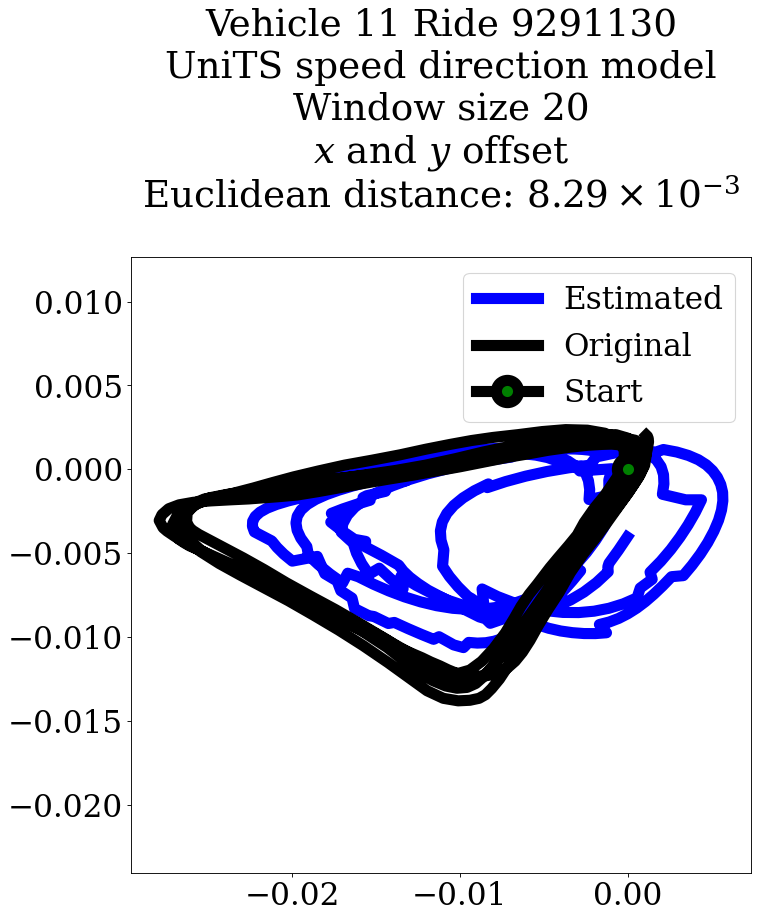 Vehicle 11 Ride 9291130
UniTS speed direction model
Window size 20
x and y offset
Euclidean distance: 8.29 × 10⁻³
Estimated
Original
Start
0.010
0.005
0.000
−0.005
−0.010
−0.015
−0.020
−0.02 −0.01 0.00